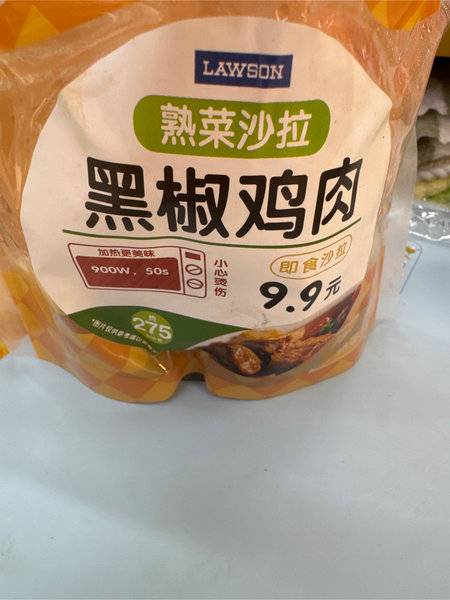 LAWSON
熟菜沙拉
黑椒鸡肉
加热更美味
900W，50s
小心烫伤
即食沙拉
9.9元
约
275